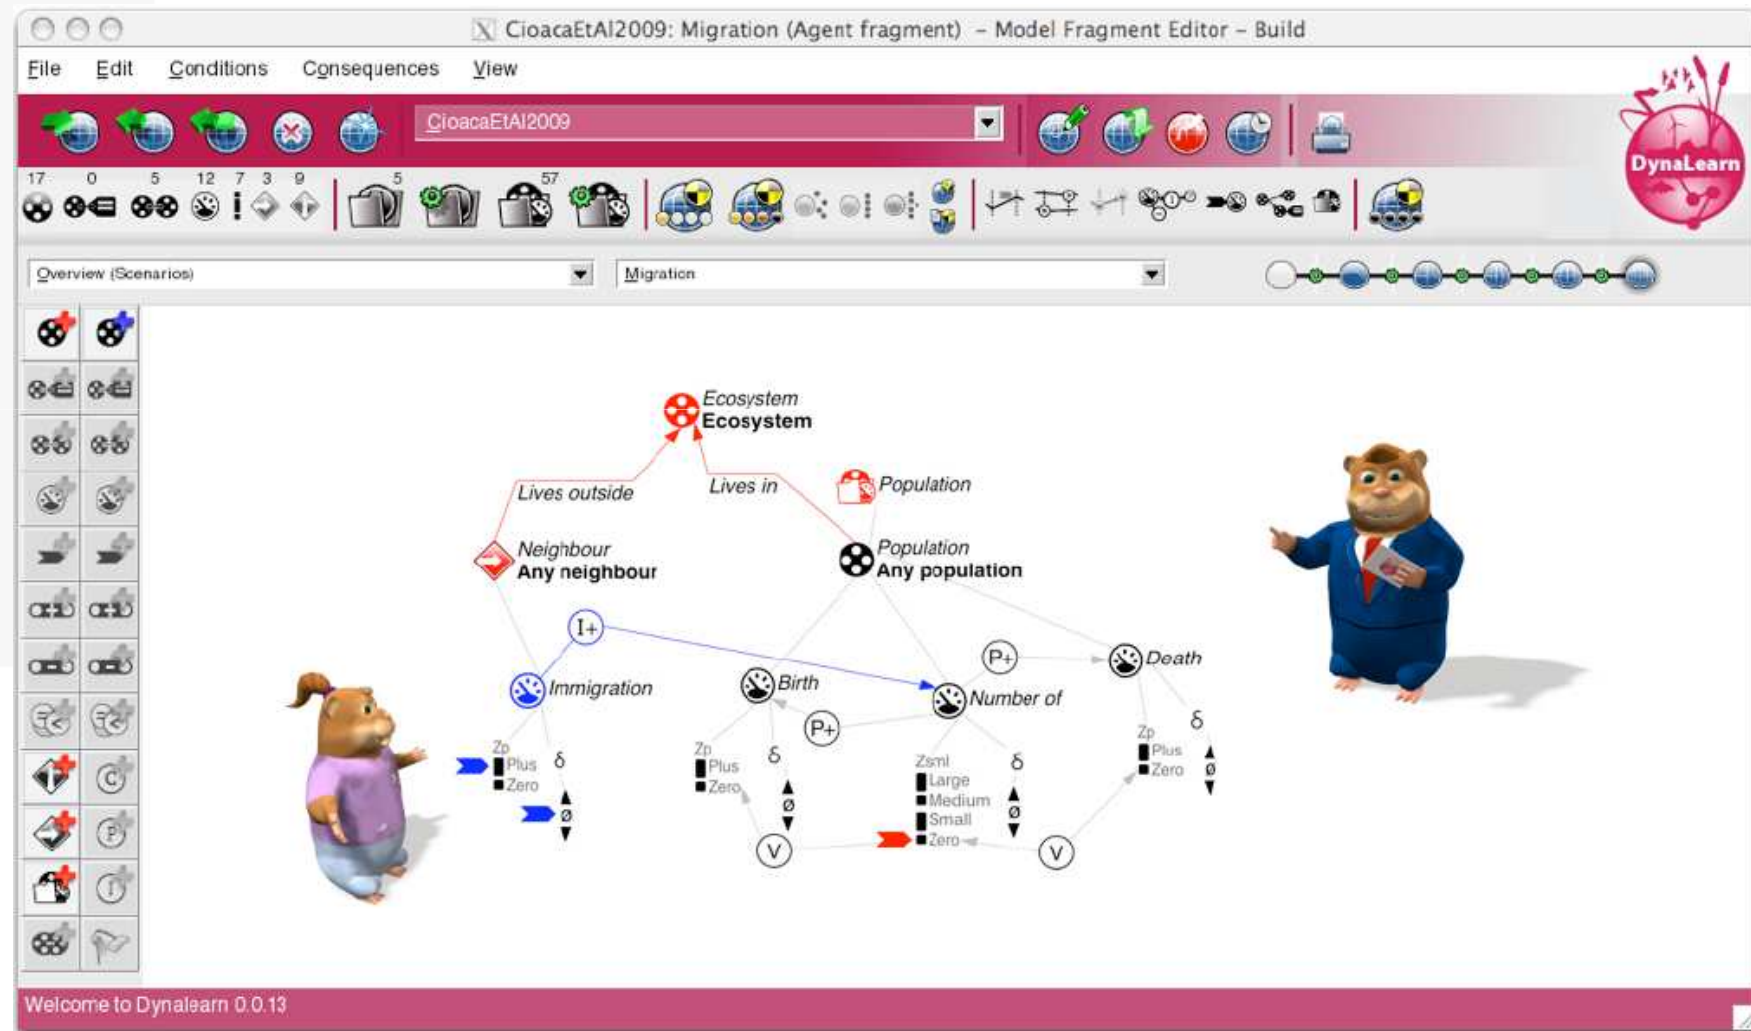 X CioacaEtAl2009: Migration (Agent fragment) – Model Fragment Editor – Build
File Edit Conditions Consequences View
CioacaEtAl2009
DynaLearn
17 0 5 12 7 3 9 5 57
Overview (Scenarios) Migration
Ecosystem
Ecosystem
Lives outside Lives in Population
Neighbour Population
Any neighbour Any population
I+
P+ Death
Immigration Birth Number of
P+
Zp Plus Zero δ ø
Zp Plus Zero δ ø
Zsml Large Medium Small Zero δ ø
Zp Plus Zero δ ø
V V
C
P
I
Welcome to Dynalearn 0.0.13